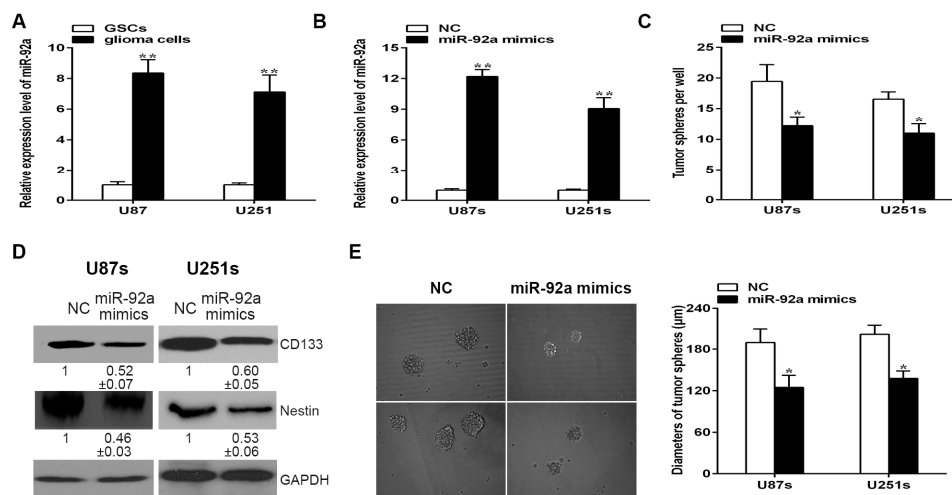 A
GSCs
glioma cells
Relative expression level of miR-92a
8
6
4
2
0
**
**
U87
U251
B
NC
miR-92a mimics
Relative expression level of miR-92a
15
12
9
6
3
0
**
**
U87s
U251s
C
NC
miR-92a mimics
Tumor spheres per well
25
20
15
10
5
0
*
*
U87s
U251s
D
U87s
U251s
NC miR-92a mimics
NC miR-92a mimics
CD133
1 0.52 ±0.07
1 0.60 ±0.05
Nestin
1 0.46 ±0.03
1 0.53 ±0.06
GAPDH
E
NC
miR-92a mimics
NC
miR-92a mimics
Diameters of tumor spheres (μm)
240
180
120
60
0
*
*
U87s
U251s